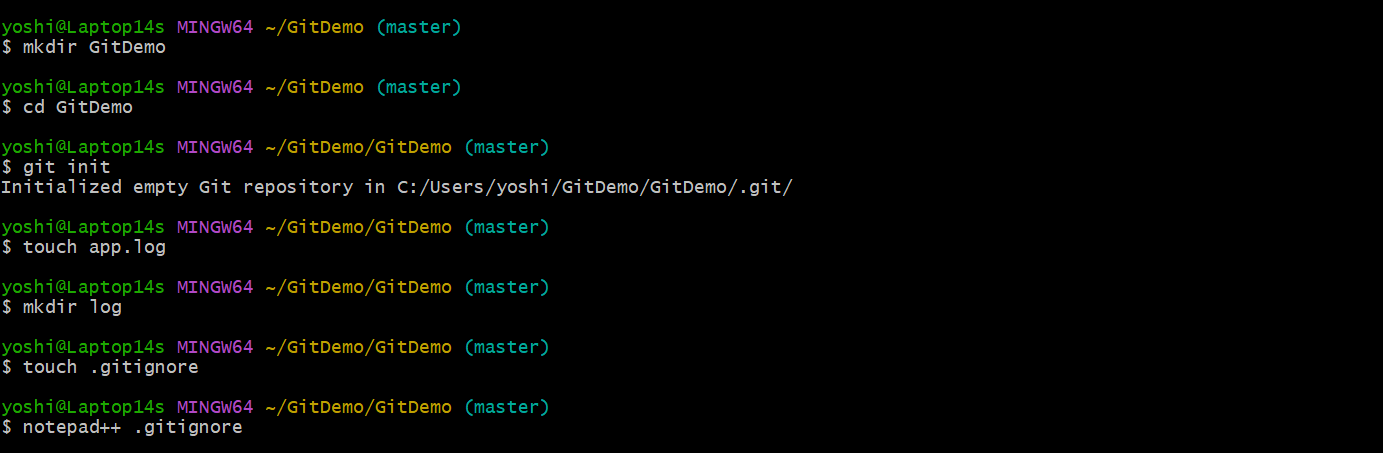 yoshi@Laptop14s MINGW64 ~/GitDemo (master)
$ mkdir GitDemo
yoshi@Laptop14s MINGW64 ~/GitDemo (master)
$ cd GitDemo
yoshi@Laptop14s MINGW64 ~/GitDemo/GitDemo (master)
$ git init
Initialized empty Git repository in C:/Users/yoshi/GitDemo/GitDemo/.git/
yoshi@Laptop14s MINGW64 ~/GitDemo/GitDemo (master)
$ touch app.log
yoshi@Laptop14s MINGW64 ~/GitDemo/GitDemo (master)
$ mkdir log
yoshi@Laptop14s MINGW64 ~/GitDemo/GitDemo (master)
$ touch .gitignore
yoshi@Laptop14s MINGW64 ~/GitDemo/GitDemo (master)
$ notepad++ .gitignore